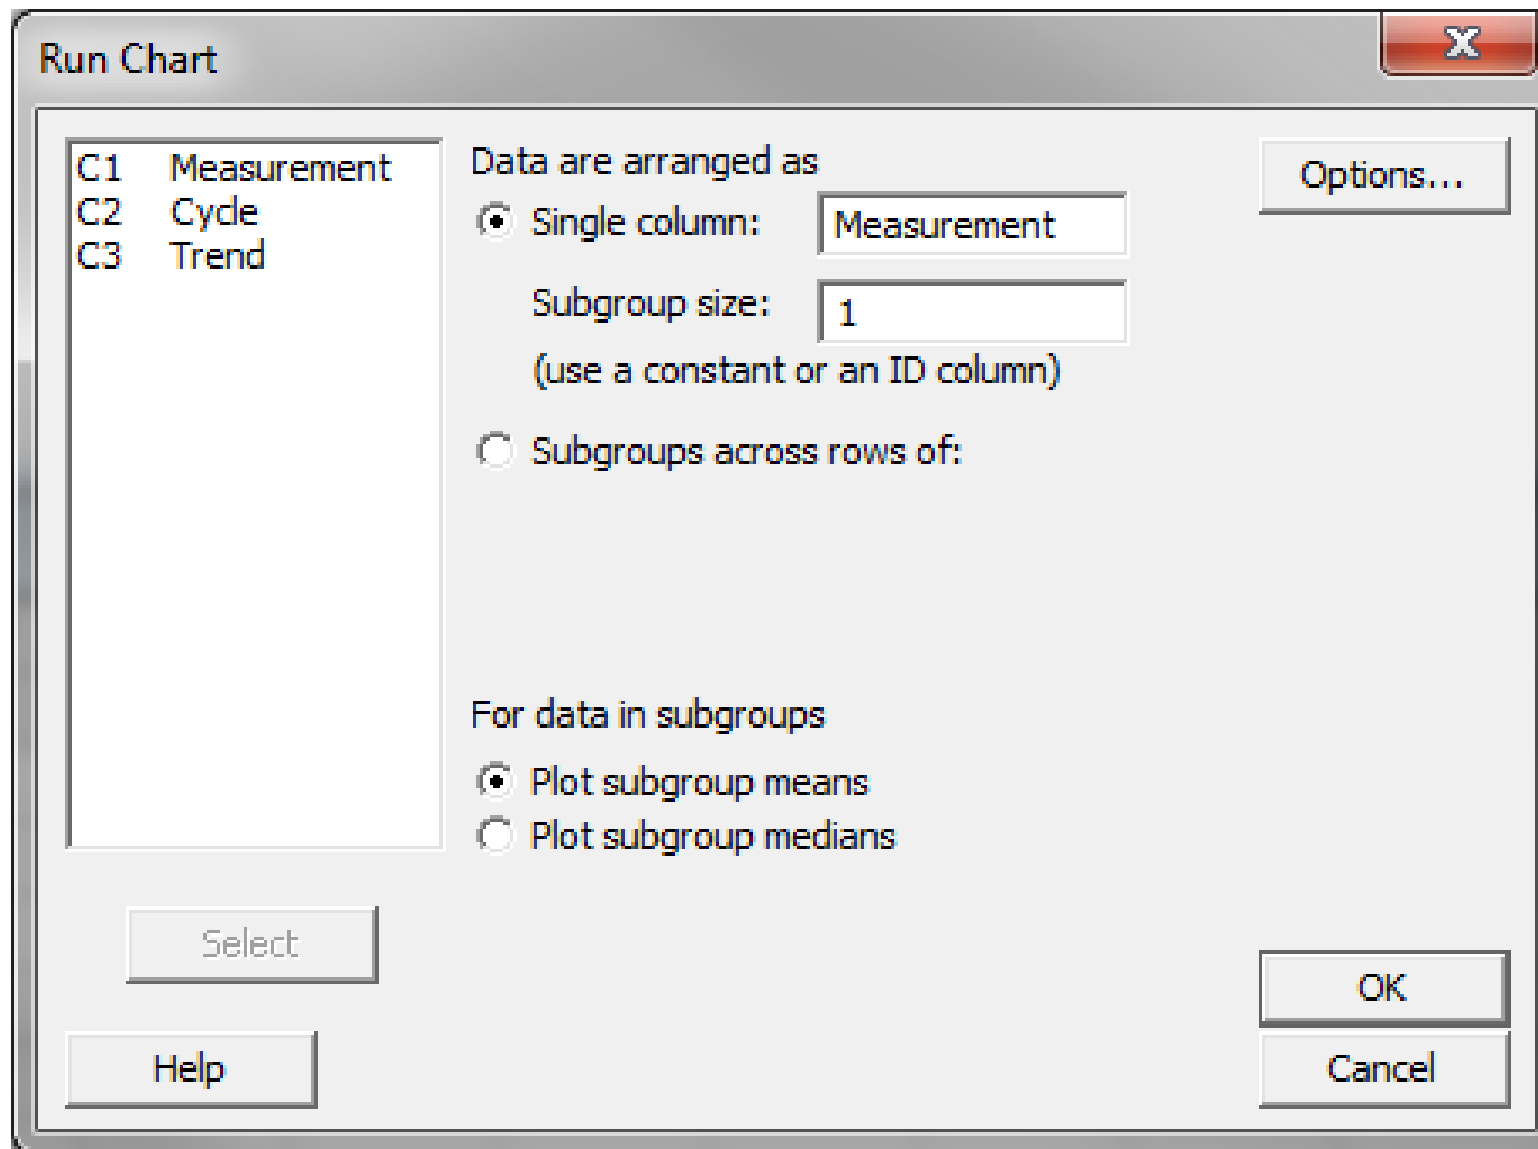 Run Chart
C1 Measurement
C2 Cycle
C3 Trend
Data are arranged as
Single column: Measurement
Subgroup size: 1
(use a constant or an ID column)
Subgroups across rows of:
For data in subgroups
Plot subgroup means
Plot subgroup medians
Options...
Select
Help
OK
Cancel